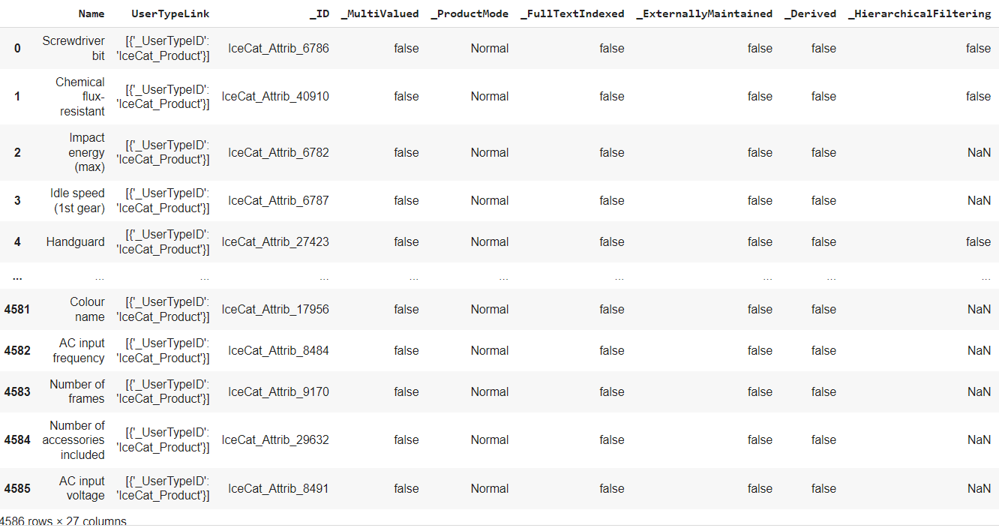 Name UserTypeLink _ID _MultiValued _ProductMode _FullTextIndexed _ExternallyMaintained _Derived _HierarchicalFiltering
0 Screwdriver bit [{'_UserTypeID': 'IceCat_Product'}] IceCat_Attrib_6786 false Normal false false false false
1 Chemical flux-resistant [{'_UserTypeID': 'IceCat_Product'}] IceCat_Attrib_40910 false Normal false false false false
2 Impact energy (max) [{'_UserTypeID': 'IceCat_Product'}] IceCat_Attrib_6782 false Normal false false false NaN
3 Idle speed (1st gear) [{'_UserTypeID': 'IceCat_Product'}] IceCat_Attrib_6787 false Normal false false false NaN
4 Handguard [{'_UserTypeID': 'IceCat_Product'}] IceCat_Attrib_27423 false Normal false false false false
... ... ... ... ... ... ... ... ... ...
4581 Colour name [{'_UserTypeID': 'IceCat_Product'}] IceCat_Attrib_17956 false Normal false false false NaN
4582 AC input frequency [{'_UserTypeID': 'IceCat_Product'}] IceCat_Attrib_8484 false Normal false false false NaN
4583 Number of frames [{'_UserTypeID': 'IceCat_Product'}] IceCat_Attrib_9170 false Normal false false false NaN
4584 Number of accessories included [{'_UserTypeID': 'IceCat_Product'}] IceCat_Attrib_29632 false Normal false false false NaN
4585 AC input voltage [{'_UserTypeID': 'IceCat_Product'}] IceCat_Attrib_8491 false Normal false false false NaN
4586 rows × 27 columns